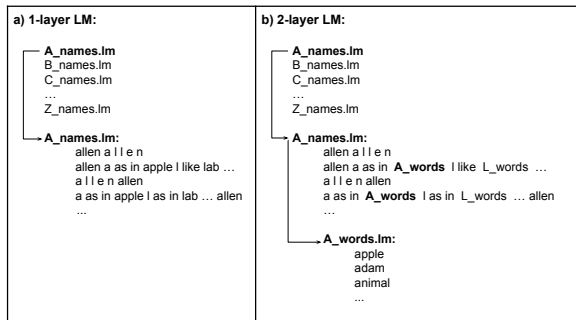 a) 1-layer LM:
A_names.lm
B_names.lm
C_names.lm
…
Z_names.lm
A_names.lm:
allen a l l e n
allen a as in apple l like lab …
a l l e n allen
a as in apple l as in lab … allen
...
b) 2-layer LM:
A_names.lm
B_names.lm
C_names.lm
…
Z_names.lm
A_names.lm:
allen a l l e n
allen a as in A_words l like L_words …
a l l e n allen
a as in A_words l as in L_words … allen
…
A_words.lm:
apple
adam
animal
...